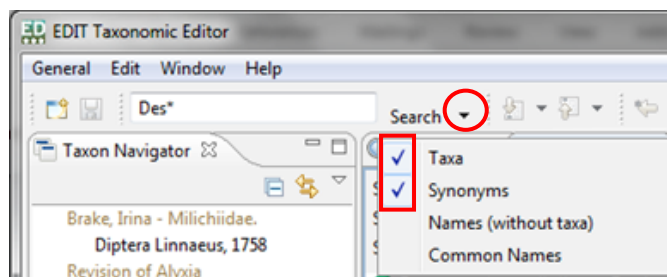 EDIT Taxonomic Editor
General Edit Window Help
Des*
Search
Taxon Navigator
Taxa
Synonyms
Names (without taxa)
Common Names
Brake, Irina - Milichiidae.
Diptera Linnaeus, 1758
Revision of Alyxia